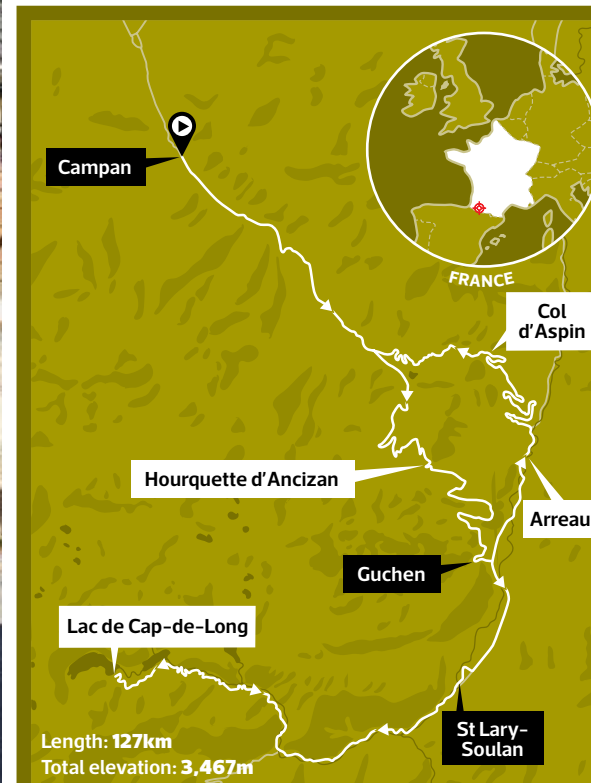 Campan
FRANCE
Col
d'Aspin
Hourquette d'Ancizan
Arreau
Guchen
Lac de Cap-de-Long
St Lary-
Soulan
Length: 127km
Total elevation: 3,467m